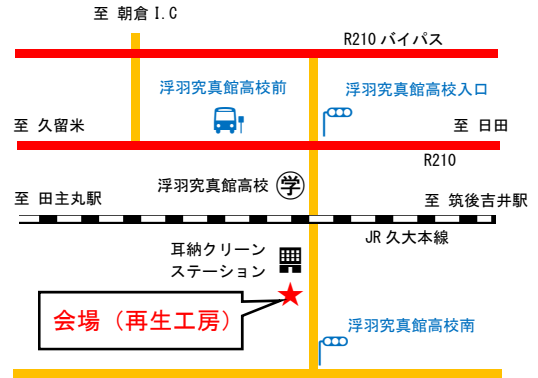 至 朝倉 I.C
R210 バイパス
浮羽究真館高校前
浮羽究真館高校入口
至 久留米
至 日田
R210
浮羽究真館高校
学
至 田主丸駅
至 筑後吉井駅
JR 久大本線
耳納クリーン
ステーション
会場（再生工房）
浮羽究真館高校南